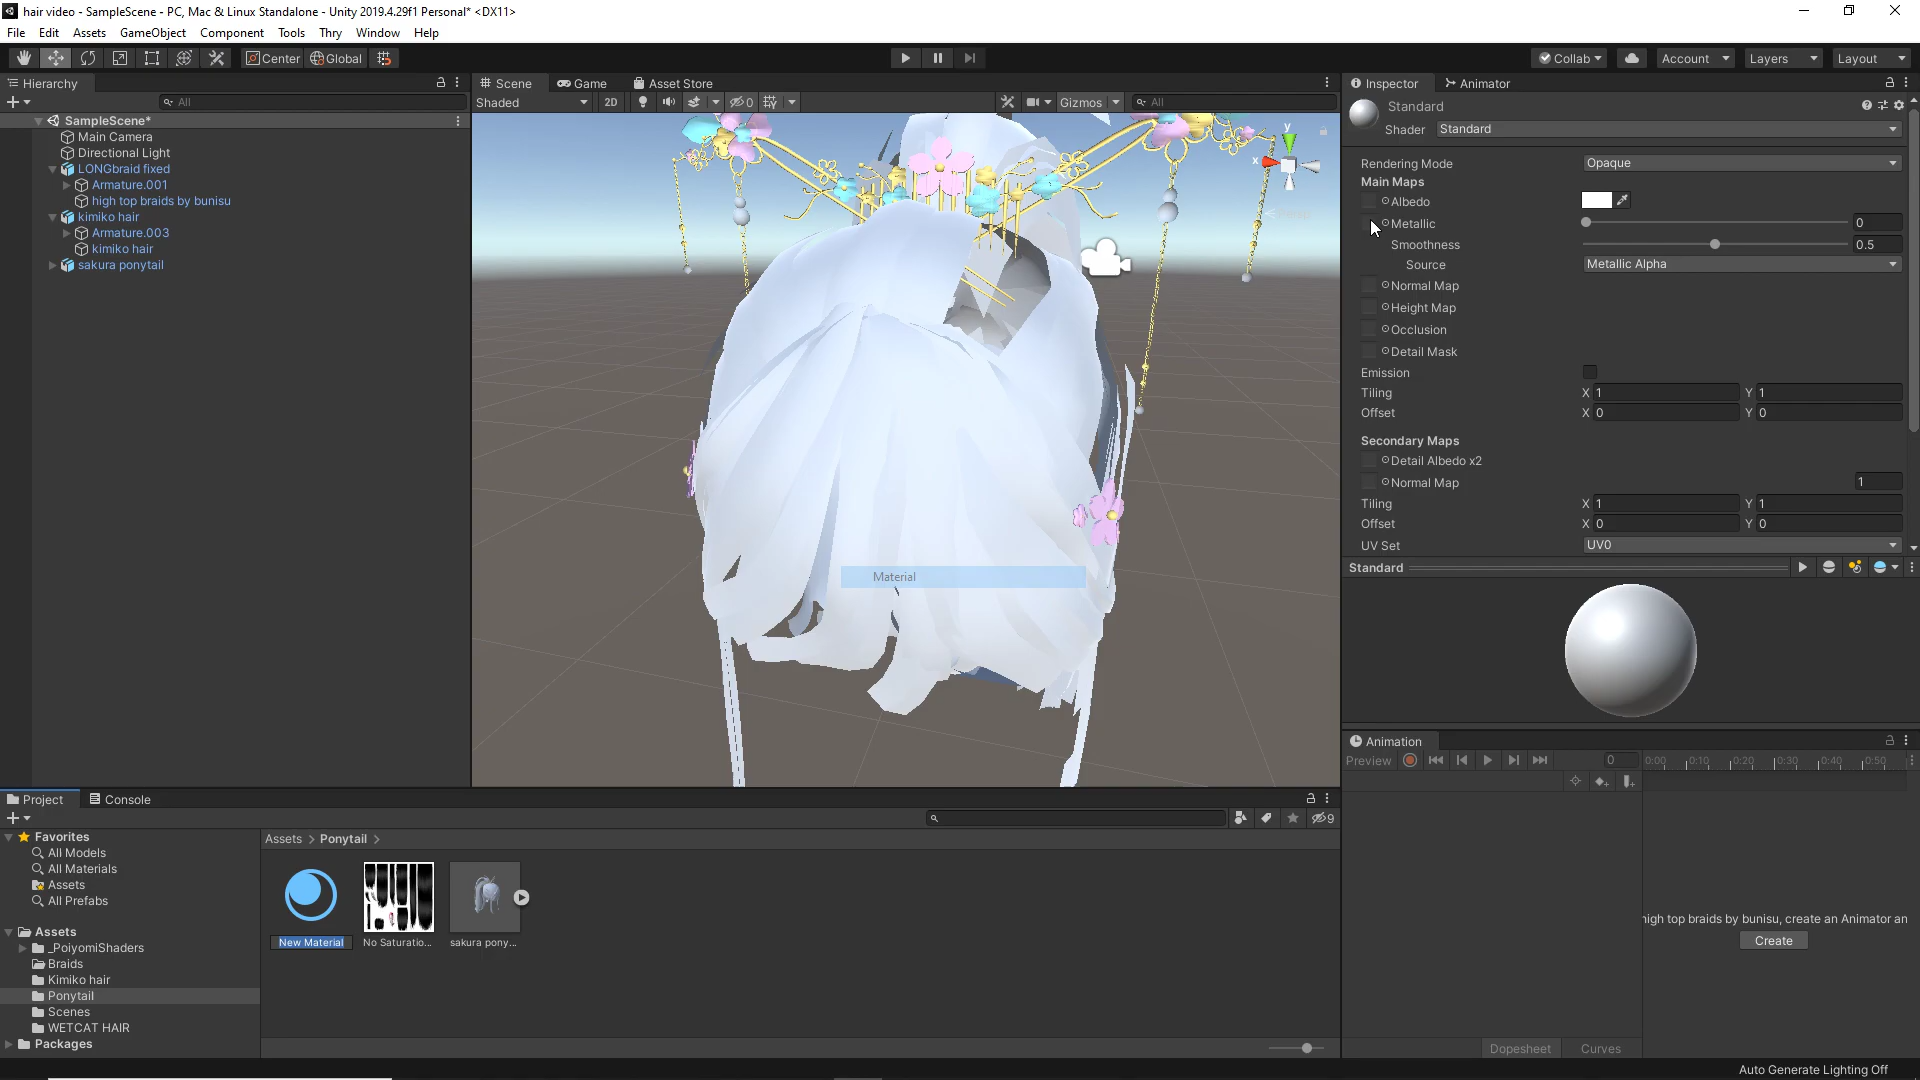 hair video - SampleScene - PC, Mac & Linux Standalone - Unity 2019.4.29f1 Personal* <DX11>
File Edit Assets GameObject Component Tools Thry Window Help
Center Global Collab Account Layers Layout
Hierarchy
All
SampleScene*
Main Camera
Directional Light
LONGbraid fixed
Armature.001
high top braids by bunisu
kimiko hair
Armature.003
kimiko hair
sakura ponytail
Scene Game Asset Store
Shaded 2D 0 Gizmos All
y
x
Persp
Material
Inspector Animator
Standard
Shader Standard
Rendering Mode Opaque
Main Maps
Albedo
Metallic 0
Smoothness 0.5
Source Metallic Alpha
Normal Map
Height Map
Occlusion
Detail Mask
Emission
Tiling X 1 Y 1
Offset X 0 Y 0
Secondary Maps
Detail Albedo x2
Normal Map 1
Tiling X 1 Y 1
Offset X 0 Y 0
UV Set UV0
Standard
Animation
Preview 0 0:00 0:10 0:20 0:30 0:40 0:50
high top braids by bunisu, create an Animator an
Create
Dopesheet Curves
Project Console
9
Favorites
All Models
All Materials
Assets
All Prefabs
Assets
_PoiyomiShaders
Braids
Kimiko hair
Ponytail
Scenes
WETCAT HAIR
Packages
Assets > Ponytail >
New Material No Saturatio... sakura pony...
Auto Generate Lighting Off